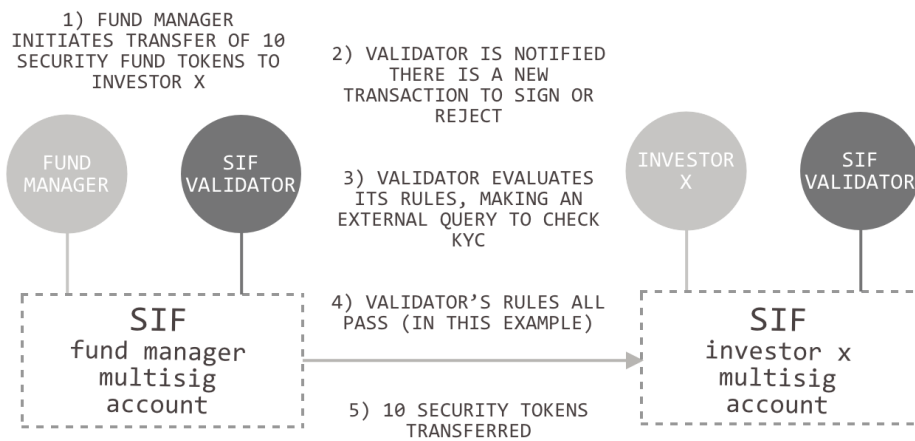 1) FUND MANAGER
INITIATES TRANSFER OF 10
SECURITY FUND TOKENS TO
INVESTOR X
2) VALIDATOR IS NOTIFIED
THERE IS A NEW
TRANSACTION TO SIGN OR
REJECT
FUND
MANAGER
SIF
VALIDATOR
3) VALIDATOR EVALUATES
ITS RULES, MAKING AN
EXTERNAL QUERY TO CHECK
KYC
INVESTOR
X
SIF
VALIDATOR
4) VALIDATOR’S RULES ALL
PASS (IN THIS EXAMPLE)
SIF
fund manager
multisig
account
SIF
investor x
multisig
account
5) 10 SECURITY TOKENS
TRANSFERRED